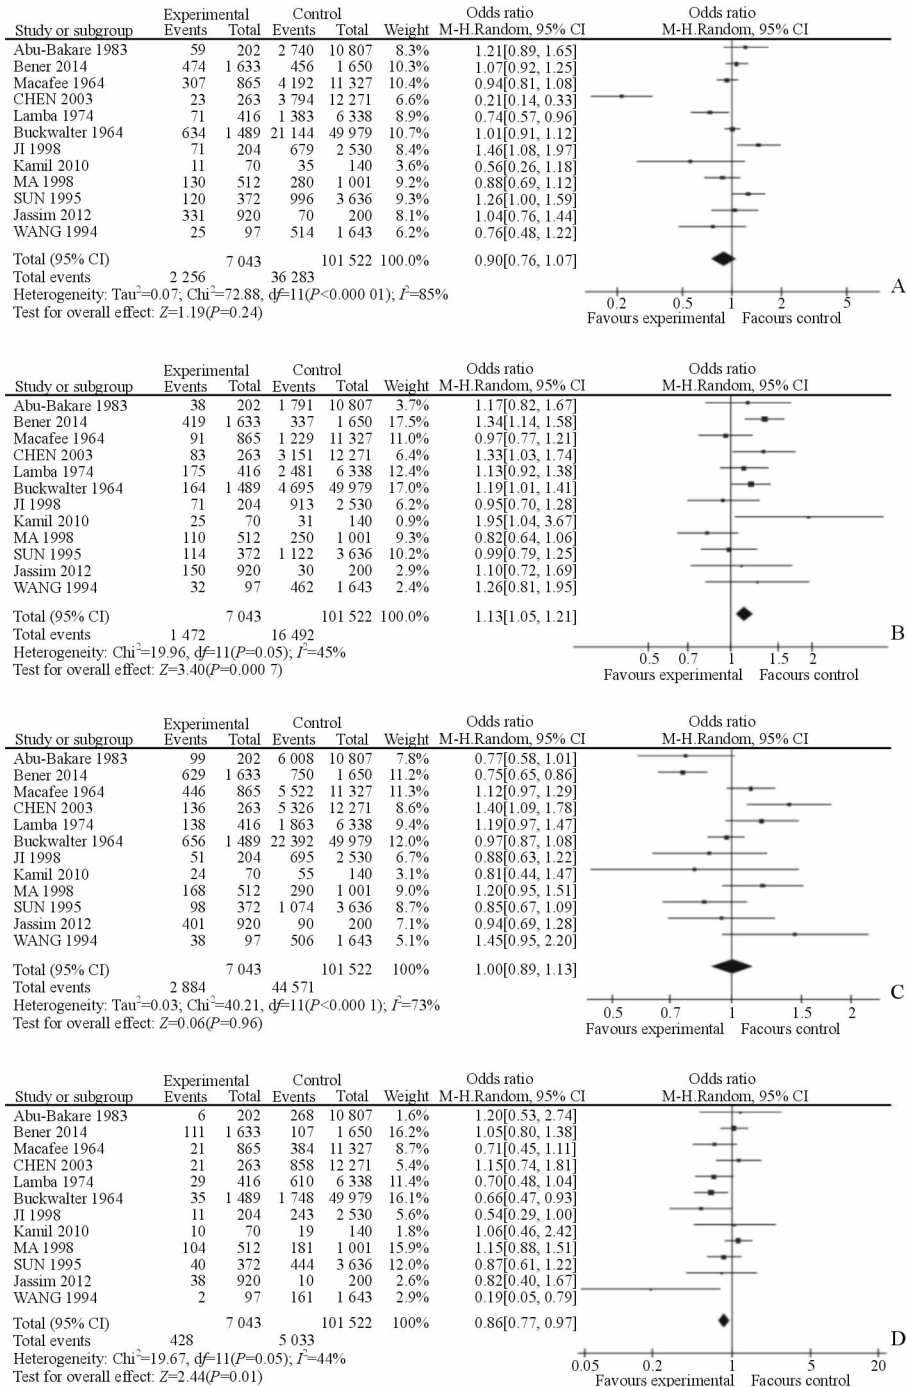 Experimental Control Odds ratio Odds ratio
Study or subgroup Events Total Events Total Weight M-H.Random, 95% CI M-H.Random, 95% CI
Abu-Bakare 1983 59 202 2 740 10 807 8.3% 1.21[0.89, 1.65]
Bener 2014 474 1 633 456 1 650 11.2% 1.07[0.92, 1.25]
Macafee 1964 307 865 4 192 11 327 10.4% 0.94[0.81, 1.08]
CHEN 2003 23 263 3 794 12 271 6.6% 0.21[0.14, 0.33]
Lamba 1974 71 416 1 383 6 338 8.9% 0.74[0.57, 0.96]
Buckwalter 1964 634 1 489 21 144 49 979 10.7% 1.01[0.91, 1.12]
JI 1998 71 204 679 2 530 8.4% 1.46[1.08, 1.97]
Kamil 2010 11 70 35 140 3.6% 0.56[0.26, 1.18]
MA 1998 130 512 280 1 001 9.2% 0.88[0.69, 1.12]
SUN 1995 120 372 996 3 636 9.3% 1.26[1.00, 1.59]
Jassim 2012 331 920 70 200 8.1% 1.04[0.76, 1.44]
WANG 1994 25 97 514 1 643 6.2% 0.76[0.48, 1.22]
Total (95% CI) 7 043 101 522 100.0% 0.90[0.76, 1.07]
Total events 2 256 36 283
Heterogeneity: Tau²=0.07; Chi²=72.88, df=11(P<0.000 01); I²=85%
Test for overall effect: Z=1.19(P=0.24)
0.2 0.5 1 2 5
Favours experimental Facours control
A
Experimental Control Odds ratio Odds ratio
Study or subgroup Events Total Events Total Weight M-H.Random, 95% CI M-H.Random, 95% CI
Abu-Bakare 1983 38 202 1 791 10 807 3.7% 1.17[0.82, 1.67]
Bener 2014 419 1 633 337 1 650 17.5% 1.34[1.14, 1.58]
Macafee 1964 91 865 1 229 11 327 11.0% 0.97[0.77, 1.21]
CHEN 2003 83 263 3 151 12 271 6.4% 1.33[1.03, 1.74]
Lamba 1974 175 416 2 481 6 338 12.4% 1.13[0.92, 1.38]
Buckwalter 1964 164 1 489 4 695 49 979 17.0% 1.19[1.01, 1.41]
JI 1998 71 204 913 2 530 6.2% 0.95[0.70, 1.28]
Kamil 2010 25 70 31 140 0.9% 1.95[1.04, 3.67]
MA 1998 110 512 250 1 001 9.3% 0.82[0.64, 1.06]
SUN 1995 114 372 1 122 3 636 10.2% 0.99[0.79, 1.25]
Jassim 2012 150 920 30 200 2.9% 1.10[0.72, 1.69]
WANG 1994 32 97 462 1 643 2.4% 1.26[0.81, 1.95]
Total (95% CI) 7 043 101 522 100.0% 1.13[1.05, 1.21]
Total events 1 472 16 492
Heterogeneity: Chi²=19.96, df=11(P=0.05); I²=45%
Test for overall effect: Z=3.40(P=0.000 7)
0.5 0.7 1 1.5 2
Favours experimental Facours control
B
Experimental Control Odds ratio Odds ratio
Study or subgroup Events Total Events Total Weight M-H.Random, 95% CI M-H.Random, 95% CI
Abu-Bakare 1983 99 202 6 008 10 807 7.8% 0.77[0.58, 1.01]
Bener 2014 629 1 633 750 1 650 11.2% 0.75[0.65, 0.86]
Macafee 1964 446 865 5 522 11 327 11.3% 1.12[0.97, 1.29]
CHEN 2003 136 263 5 326 12 271 8.6% 1.40[1.09, 1.78]
Lamba 1974 138 416 1 863 6 338 9.4% 1.19[0.97, 1.47]
Buckwalter 1964 656 1 489 22 392 49 979 12.0% 0.97[0.87, 1.08]
JI 1998 51 204 695 2 530 6.7% 0.88[0.63, 1.22]
Kamil 2010 24 70 55 140 3.1% 0.81[0.44, 1.47]
MA 1998 168 512 290 1 001 9.0% 1.20[0.95, 1.51]
SUN 1995 98 372 1 074 3 636 8.7% 0.85[0.67, 1.09]
Jassim 2012 401 920 90 200 7.1% 0.94[0.69, 1.28]
WANG 1994 38 97 506 1 643 5.1% 1.45[0.95, 2.20]
Total (95% CI) 7 043 101 522 100% 1.00[0.89, 1.13]
Total events 2 884 44 571
Heterogeneity: Tau²=0.03; Chi²=40.21, df=11(P<0.000 1); I²=73%
Test for overall effect: Z=0.06(P=0.96)
0.5 0.7 1 1.5 2
Favours experimental Facours control
C
Experimental Control Odds ratio Odds ratio
Study or subgroup Events Total Events Total Weight M-H.Random, 95% CI M-H.Random, 95% CI
Abu-Bakare 1983 6 202 268 10 807 1.6% 1.20[0.53, 2.74]
Bener 2014 111 1 633 107 1 650 16.2% 1.05[0.80, 1.38]
Macafee 1964 21 865 384 11 327 8.7% 0.71[0.45, 1.11]
CHEN 2003 21 263 858 12 271 5.4% 1.15[0.74, 1.81]
Lamba 1974 29 416 610 6 338 11.2% 0.70[0.48, 1.04]
Buckwalter 1964 35 1 489 1 748 49 979 16.1% 0.66[0.47, 0.93]
JI 1998 11 204 243 2 530 5.6% 0.54[0.29, 1.00]
Kamil 2010 10 70 19 140 1.8% 1.06[0.46, 2.42]
MA 1998 104 512 181 1 001 15.9% 1.15[0.88, 1.51]
SUN 1995 40 372 444 3 636 12.0% 0.87[0.61, 1.22]
Jassim 2012 38 920 10 200 2.6% 0.82[0.40, 1.67]
WANG 1994 2 97 161 1 643 2.9% 0.19[0.05, 0.79]
Total (95% CI) 7 043 101 522 100% 0.86[0.77, 0.97]
Total events 428 5 033
Heterogeneity: Chi²=19.67, df=11(P=0.05); I²=44%
Test for overall effect: Z=2.44(P=0.01)
0.05 0.2 1 5 20
Favours experimental Facours control
D